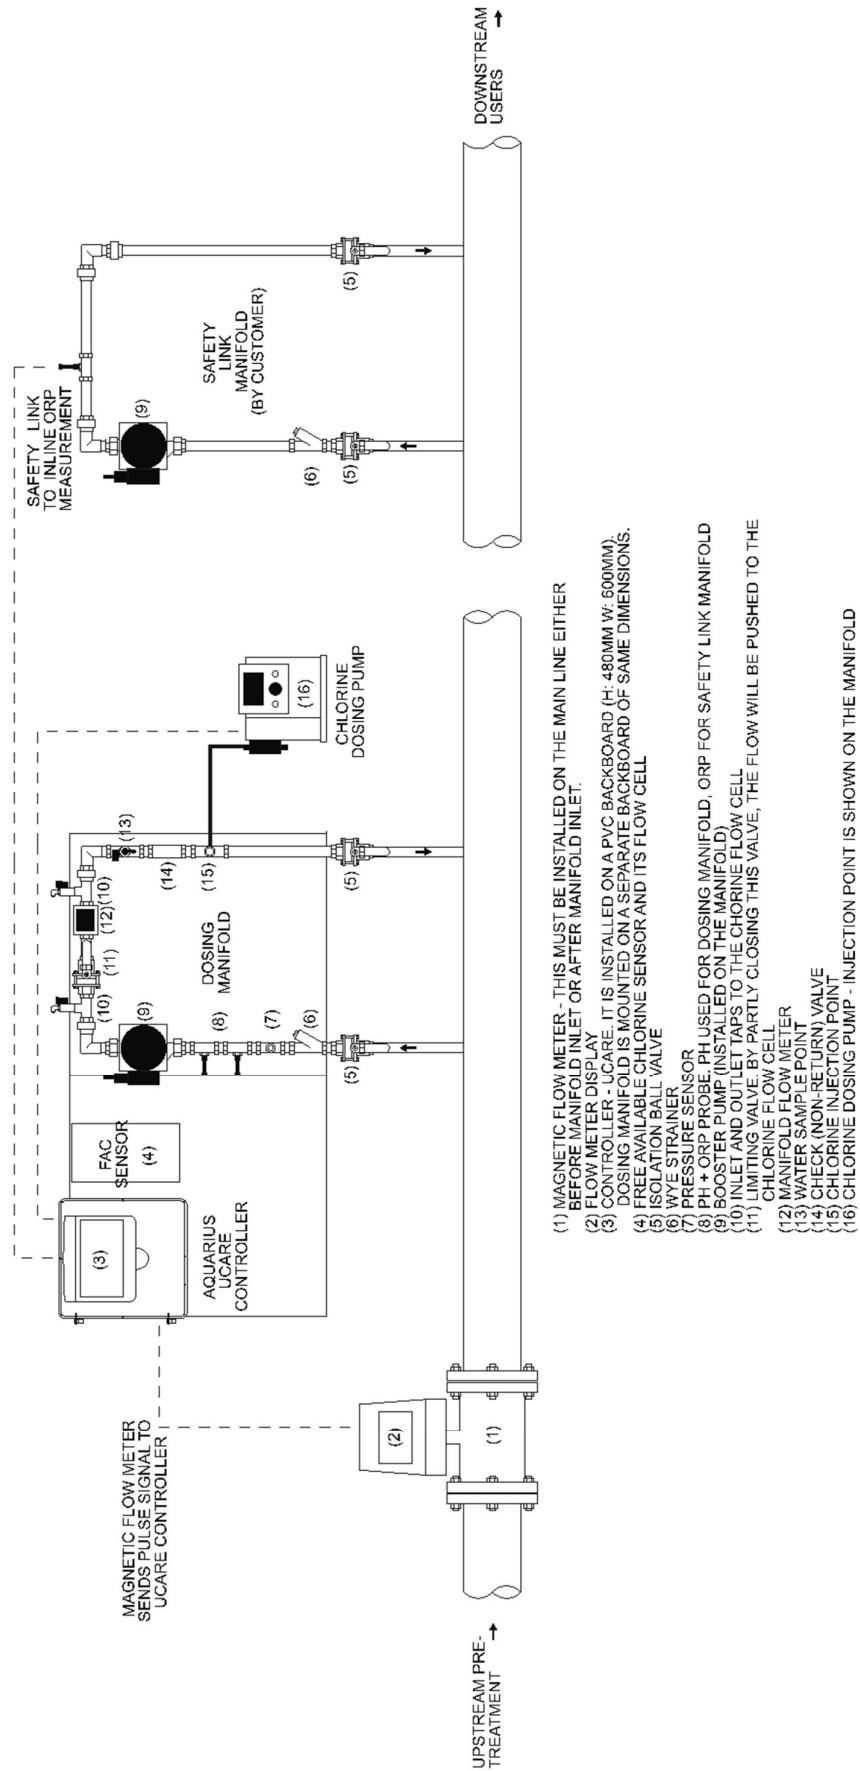 MAGNETIC FLOW METER
SENDS PULSE SIGNAL TO
UCARE CONTROLLER
UPSTREAM PRE-
TREATMENT →
(2)
(1)
(3)
AQUARIUS
UCARE
CONTROLLER
FAC
SENSOR
(4)
(9)
(10)
(11)
(12)
(10)
(13)
(14)
(15)
(8)
(7)
(6)
(5)
DOSING
MANIFOLD
(5)
(16)
CHLORINE
DOSING PUMP
SAFETY LINK
TO INLINE ORP
MEASUREMENT
(9)
(6)
(5)
SAFETY
LINK
MANIFOLD
(BY CUSTOMER)
(5)
DOWNSTREAM
USERS →
(1) MAGNETIC FLOW METER - THIS MUST BE INSTALLED ON THE MAIN LINE EITHER
BEFORE MANIFOLD INLET OR AFTER MANIFOLD INLET.
(2) FLOW METER DISPLAY
(3) CONTROLLER - UCARE. IT IS INSTALLED ON A PVC BACKBOARD (H: 480MM W: 600MM).
DOSING MANIFOLD IS MOUNTED ON A SEPARATE BACKBOARD OF SAME DIMENSIONS.
(4) FREE AVAILABLE CHLORINE SENSOR AND ITS FLOW CELL
(5) ISOLATION BALL VALVE
(6) WYE STRAINER
(7) PRESSURE SENSOR
(8) PH + ORP PROBE. PH USED FOR DOSING MANIFOLD, ORP FOR SAFETY LINK MANIFOLD
(9) BOOSTER PUMP (INSTALLED ON THE MANIFOLD)
(10) INLET AND OUTLET TAPS TO THE CHORINE FLOW CELL
(11) LIMITING VALVE. BY PARTLY CLOSING THIS VALVE, THE FLOW WILL BE PUSHED TO THE
CHLORINE FLOW CELL
(12) MANIFOLD FLOW METER
(13) WATER SAMPLE POINT
(14) CHECK (NON-RETURN) VALVE
(15) CHLORINE INJECTION POINT
(16) CHLORINE DOSING PUMP - INJECTION POINT IS SHOWN ON THE MANIFOLD